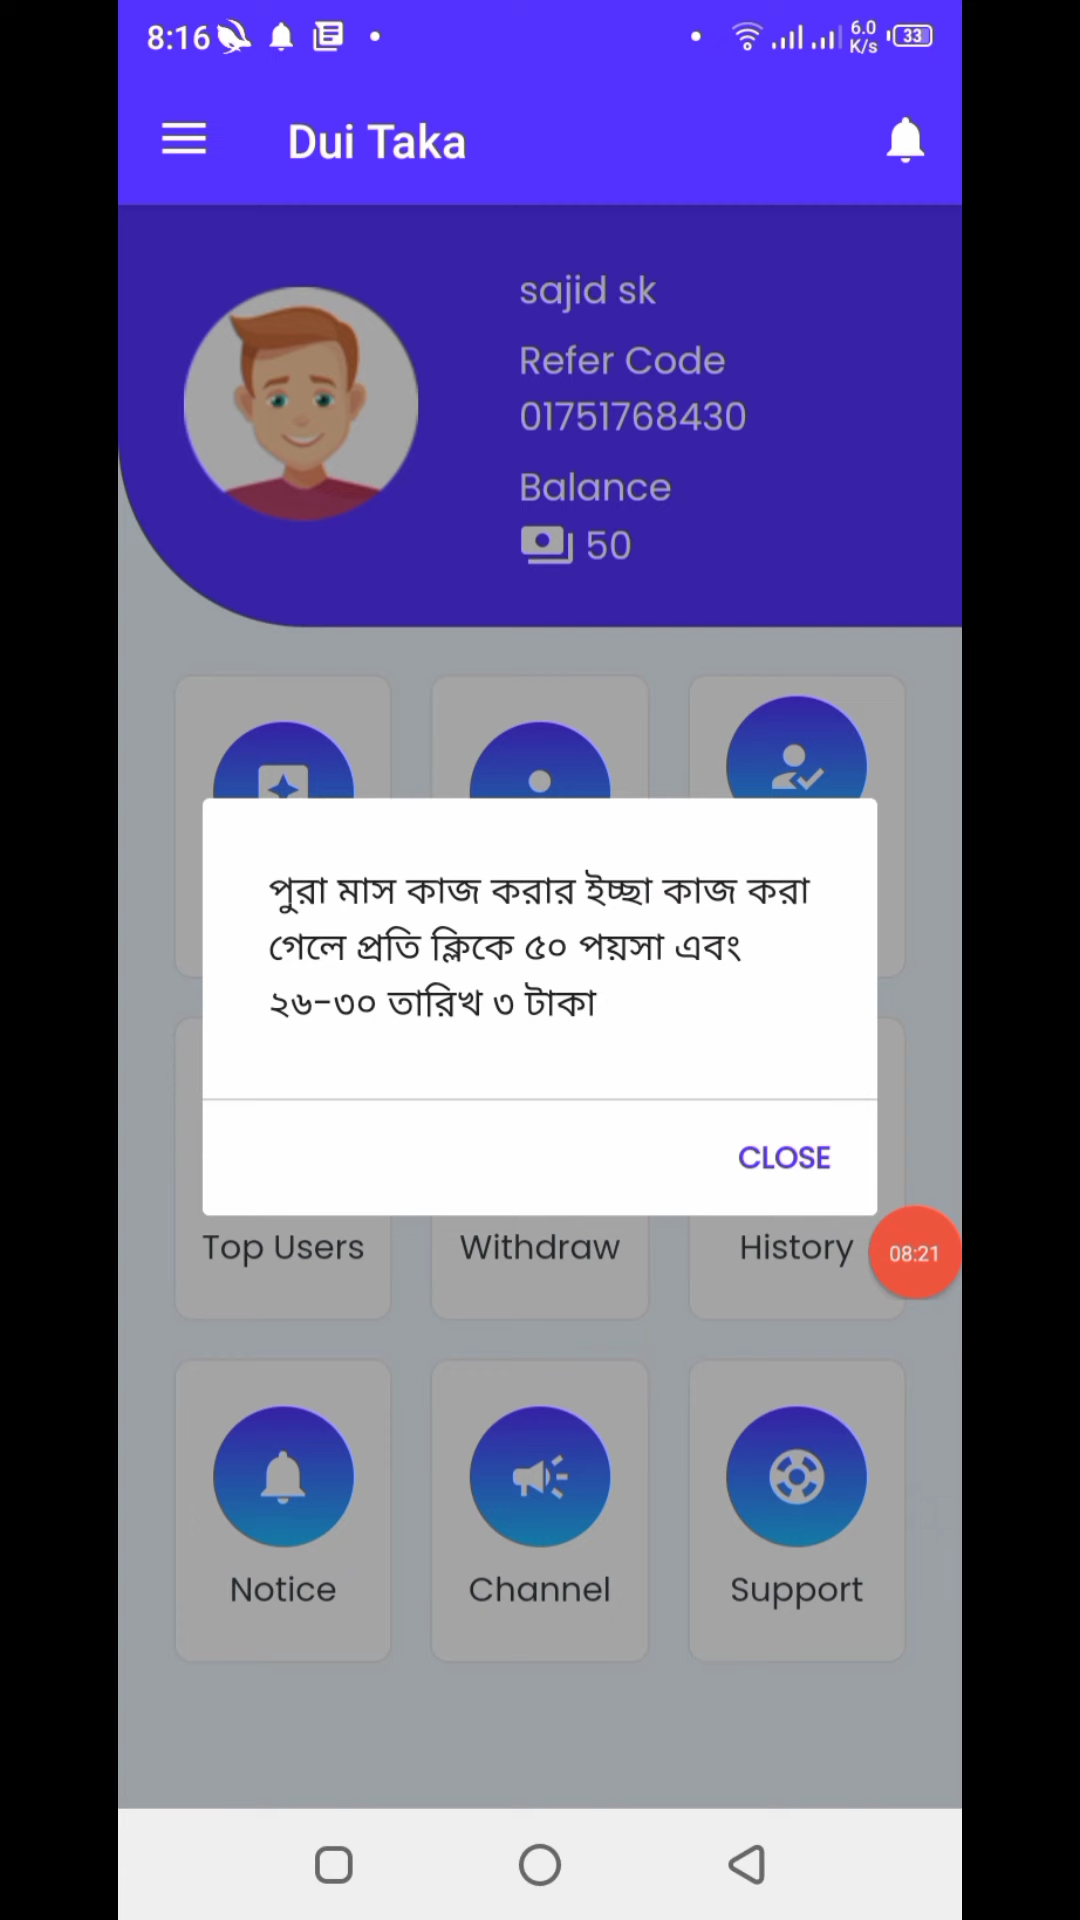 8:16
6.0
K/s
33
Dui Taka
sajid sk
Refer Code
01751768430
Balance
50
পুরা মাস কাজ করার ইচ্ছা কাজ করা
গেলে প্রতি ক্লিকে ৫০ পয়সা এবং
২৬-৩০ তারিখ ৩ টাকা
CLOSE
Top Users
Withdraw
History
08:21
Notice
Channel
Support